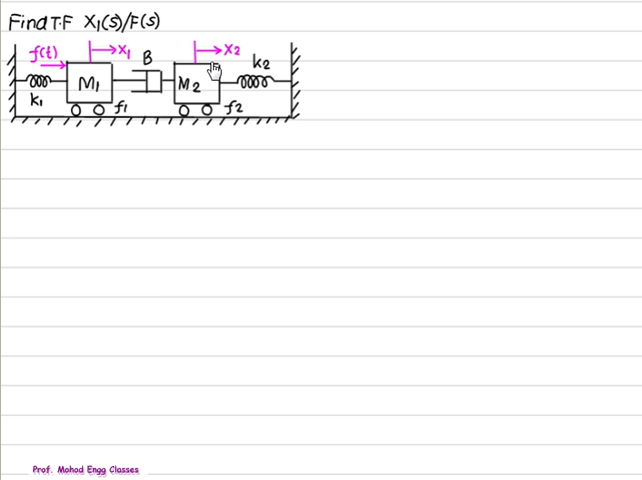 Find T.F X₁(s)/F(s)
f(t) X₁ B X₂ K₂
M₁ M₂
K₁ f₁ f₂
Prof. Mohod Engg Classes